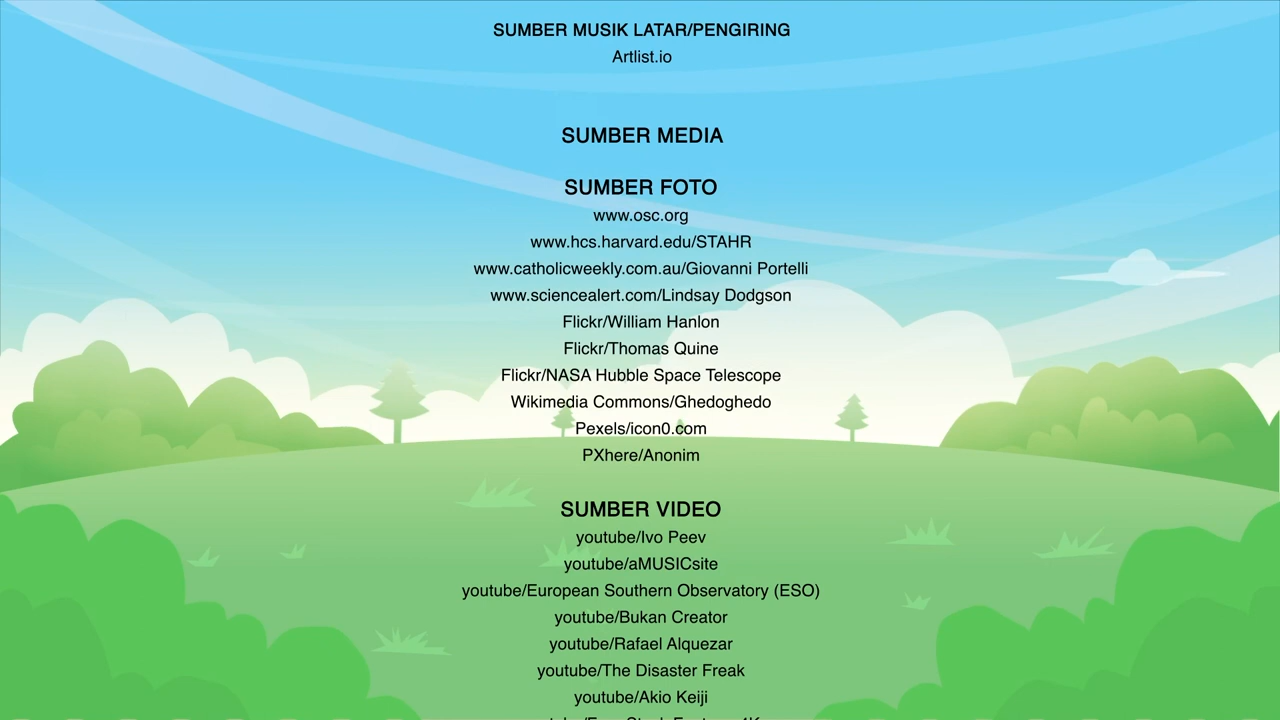 SUMBER MUSIK LATAR/PENGIRING
Artlist.io
SUMBER MEDIA
SUMBER FOTO
www.osc.org
www.hcs.harvard.edu/STAHR
www.catholicweekly.com.au/Giovanni Portelli
www.sciencealert.com/Lindsay Dodgson
Flickr/William Hanlon
Flickr/Thomas Quine
Flickr/NASA Hubble Space Telescope
Wikimedia Commons/Ghedoghedo
Pexels/icon0.com
PXhere/Anonim
SUMBER VIDEO
youtube/Ivo Peev
youtube/aMUSICsite
youtube/European Southern Observatory (ESO)
youtube/Bukan Creator
youtube/Rafael Alquezar
youtube/The Disaster Freak
youtube/Akio Keiji